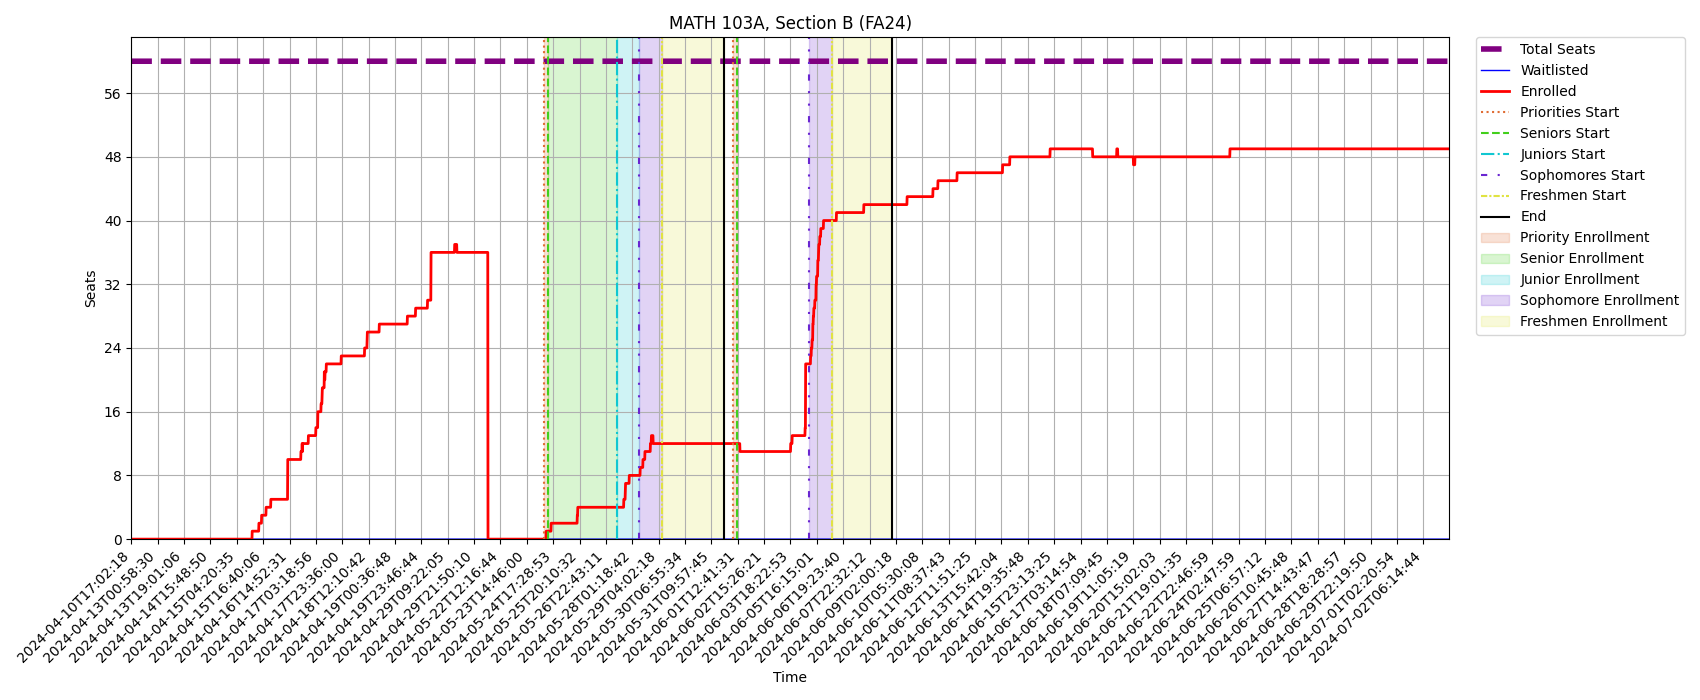 MATH 103A, Section B (FA24)
Seats
56
48
40
32
24
16
8
0
2024-04-10T17:02:18
2024-04-13T00:58:30
2024-04-13T19:01:06
2024-04-14T15:48:50
2024-04-15T04:20:35
2024-04-15T16:40:06
2024-04-16T14:52:31
2024-04-17T03:18:56
2024-04-17T23:36:00
2024-04-18T12:10:42
2024-04-19T00:36:48
2024-04-19T23:46:44
2024-04-29T09:22:05
2024-04-29T21:50:10
2024-05-22T12:16:44
2024-05-23T14:46:00
2024-05-24T17:28:53
2024-05-25T20:10:32
2024-05-26T22:43:11
2024-05-28T01:18:42
2024-05-29T04:02:18
2024-05-30T06:55:34
2024-05-31T09:57:45
2024-06-01T12:41:31
2024-06-02T15:26:21
2024-06-03T18:22:53
2024-06-05T16:15:01
2024-06-06T19:23:40
2024-06-07T22:32:12
2024-06-09T02:00:18
2024-06-10T05:30:08
2024-06-11T08:37:43
2024-06-12T11:51:25
2024-06-13T15:42:04
2024-06-14T19:35:48
2024-06-15T23:13:25
2024-06-17T03:14:54
2024-06-18T07:09:45
2024-06-19T11:05:19
2024-06-20T15:02:03
2024-06-21T19:01:35
2024-06-22T22:46:59
2024-06-24T02:47:59
2024-06-25T06:57:12
2024-06-26T10:45:48
2024-06-27T14:43:47
2024-06-28T18:28:57
2024-06-29T22:19:50
2024-07-01T02:20:54
2024-07-02T06:14:44
Time
Total Seats
Waitlisted
Enrolled
Priorities Start
Seniors Start
Juniors Start
Sophomores Start
Freshmen Start
End
Priority Enrollment
Senior Enrollment
Junior Enrollment
Sophomore Enrollment
Freshmen Enrollment